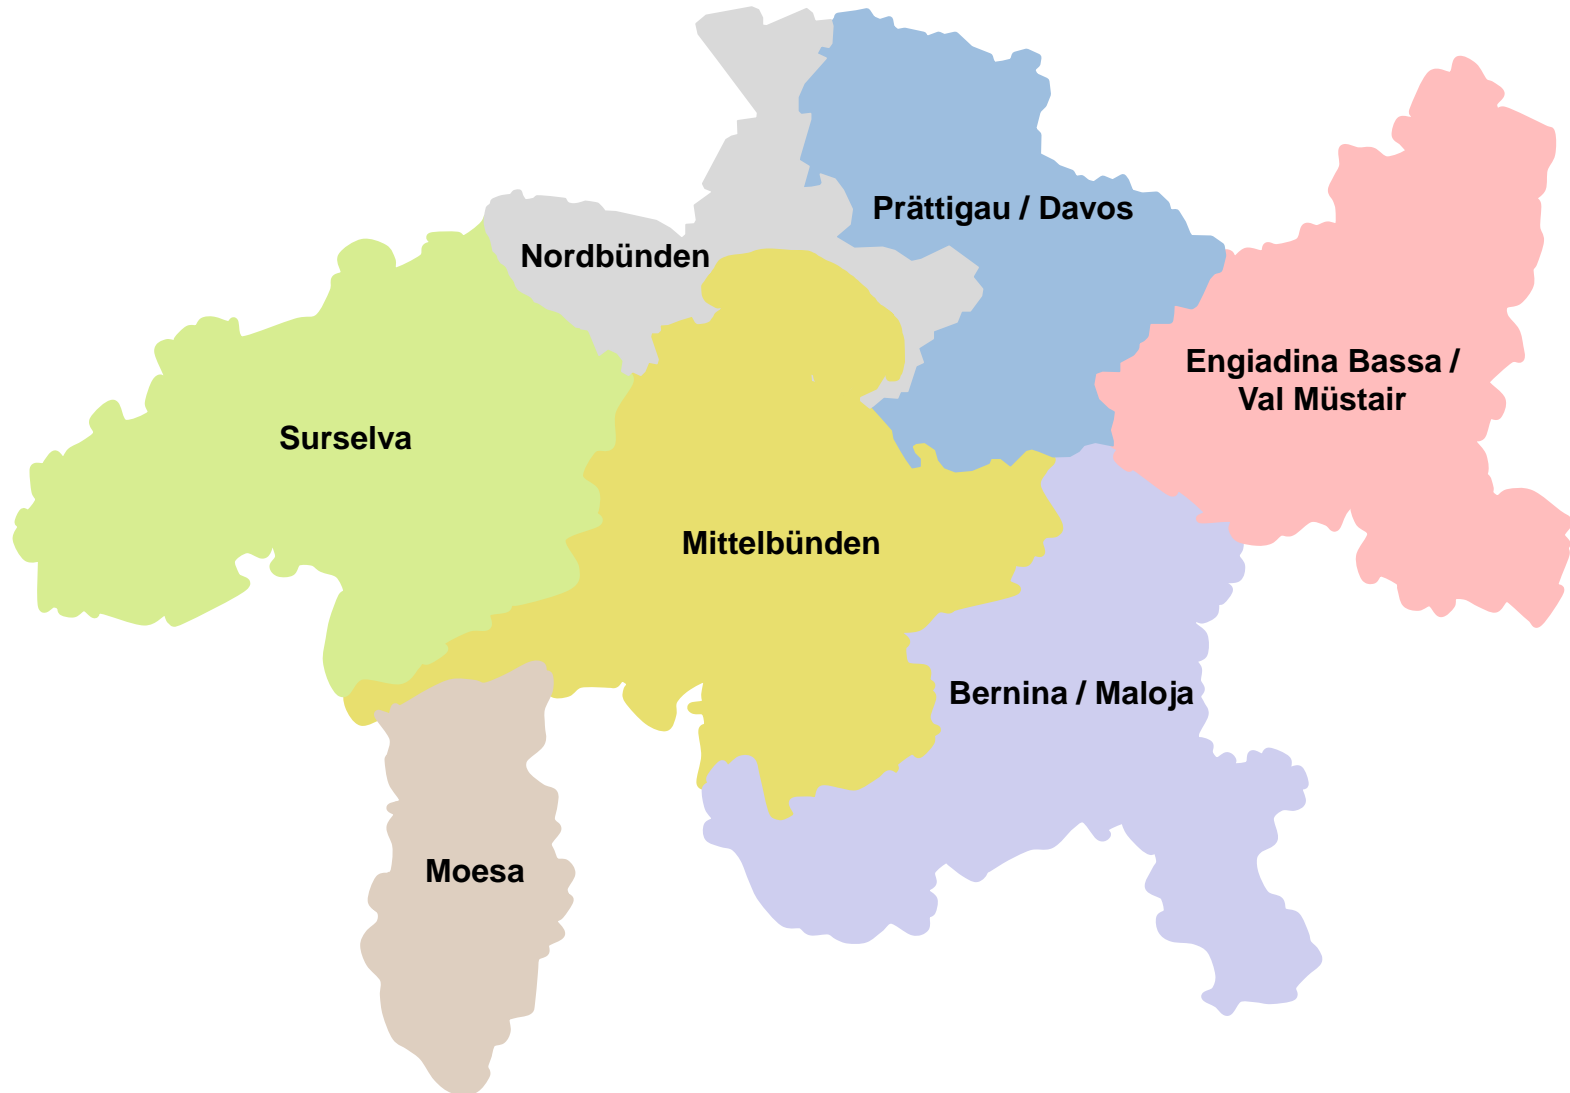 Prättigau / Davos
Nordbünden
Engiadina Bassa /
Val Müstair
Surselva
Mittelbünden
Bernina / Maloja
Moesa